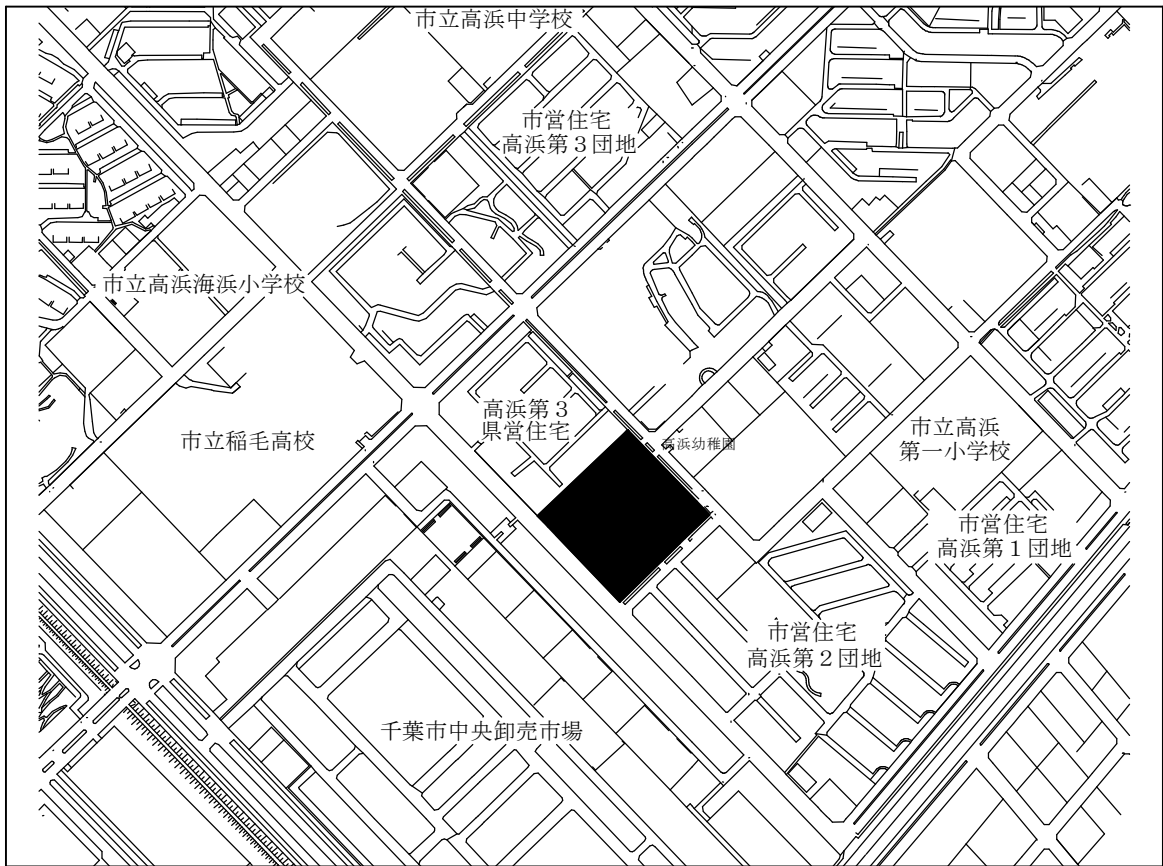 市立高浜中学校
市営住宅
高浜第３団地
市立高浜海浜小学校
高浜第３
県営住宅
市立稲毛高校
高浜幼稚園
市立高浜
第一小学校
市営住宅
高浜第１団地
市営住宅
高浜第２団地
千葉市中央卸売市場